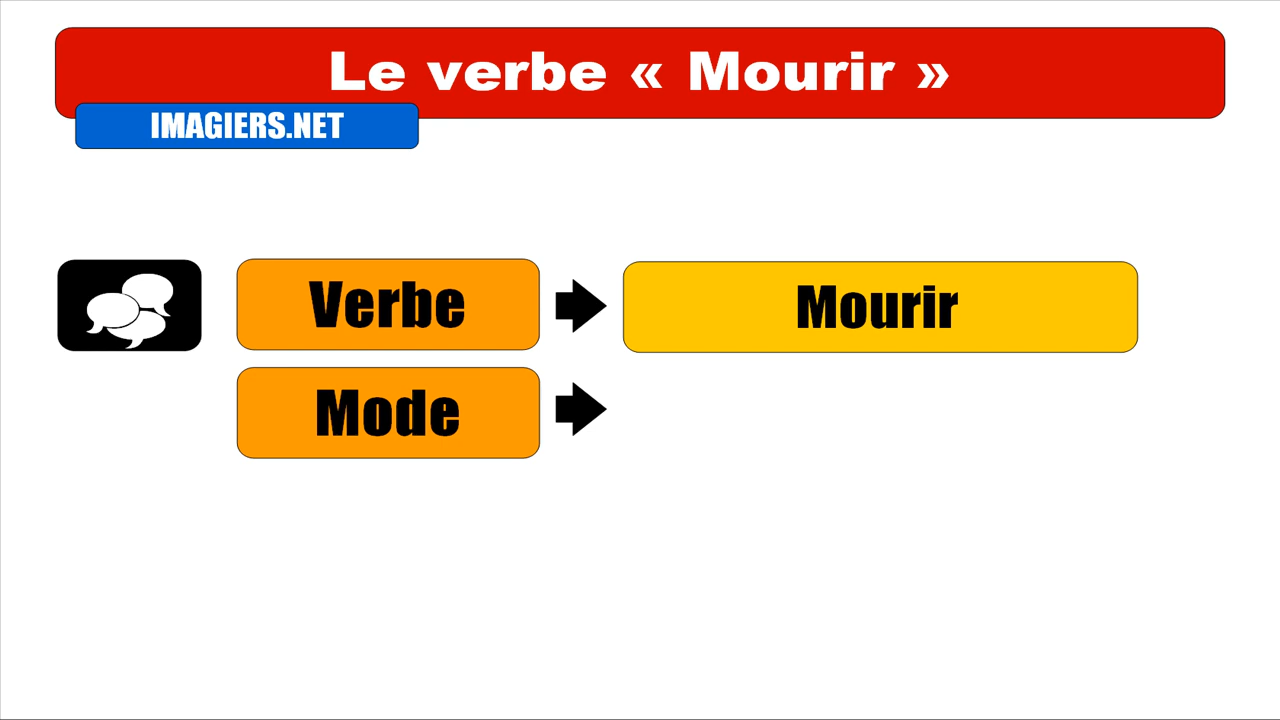 Le verbe « Mourir »
IMAGIERS.NET
Verbe
Mourir
Mode